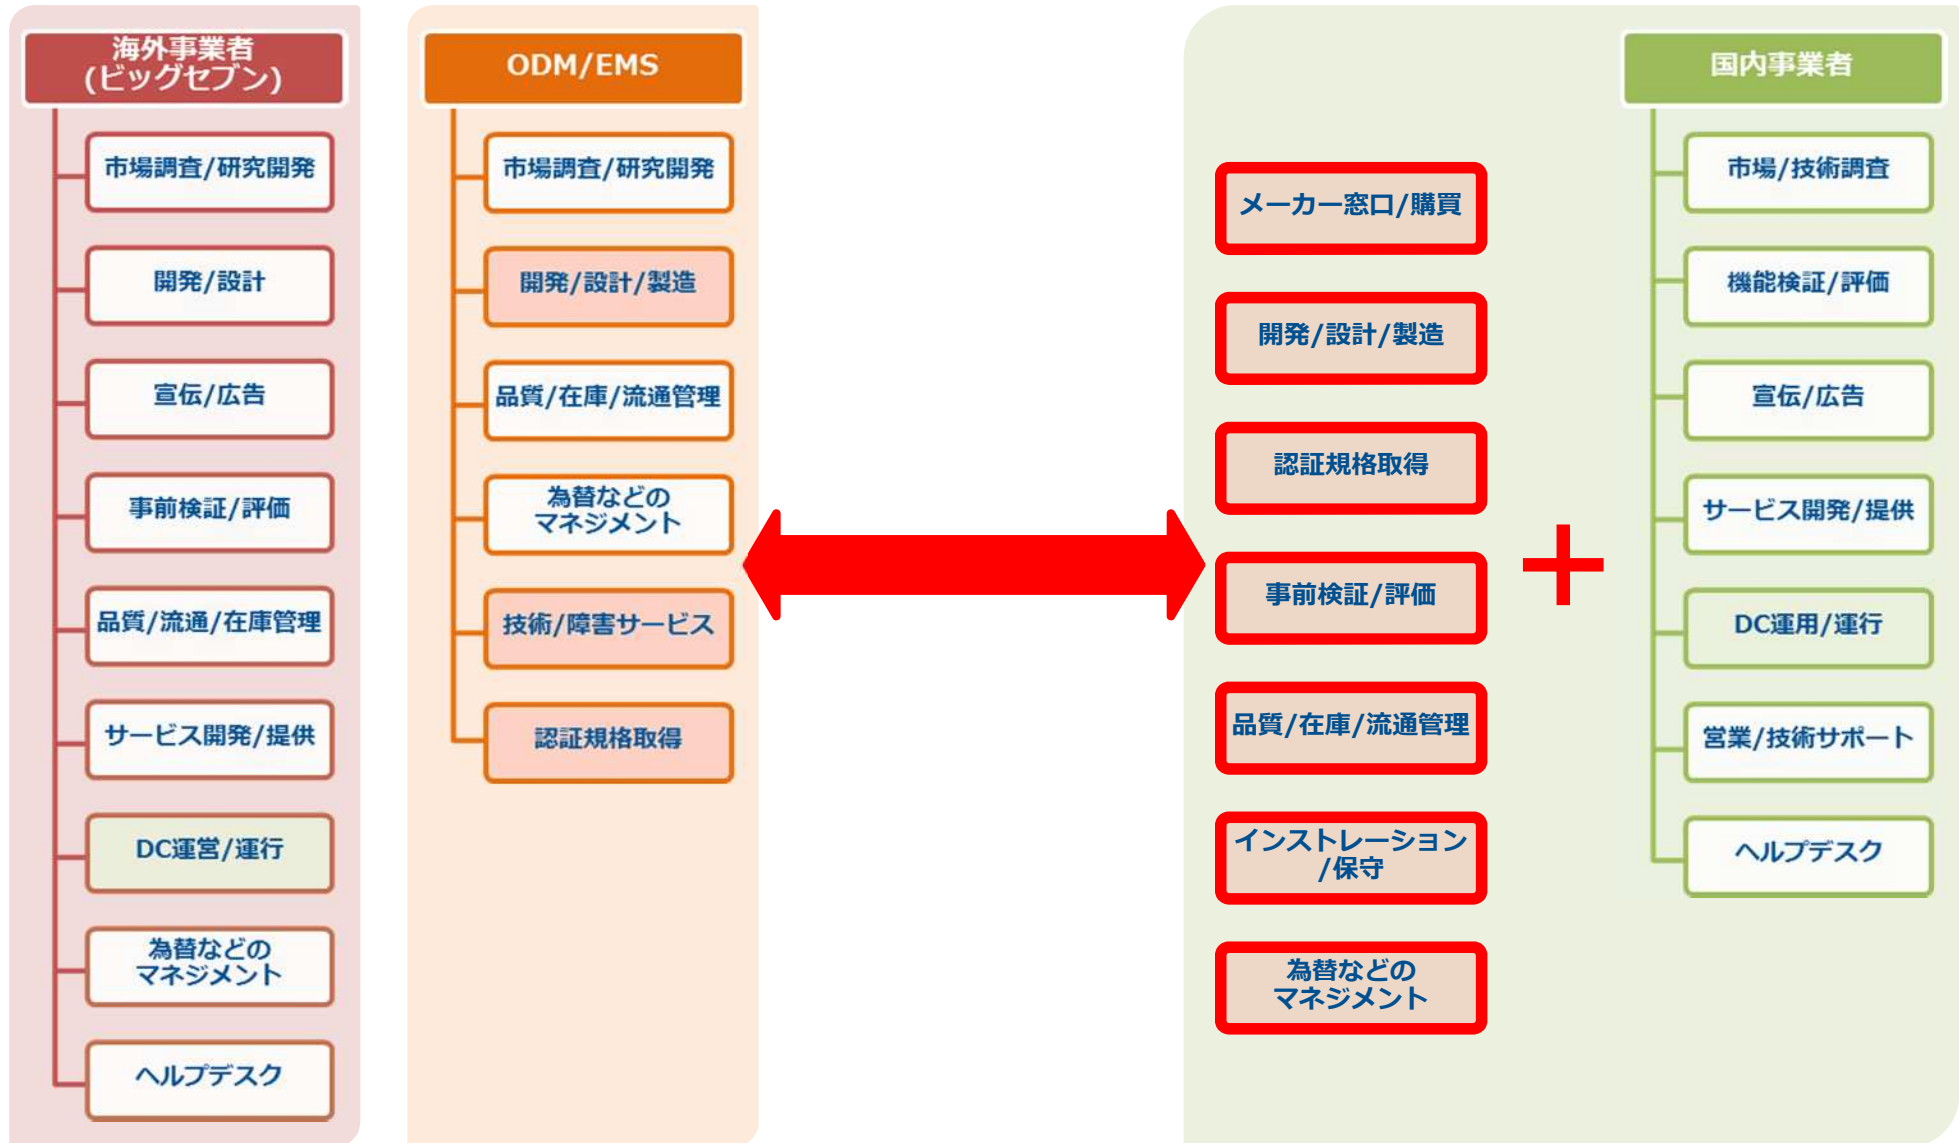 海外事業者
(ビッグセブン)
市場調査/研究開発
開発/設計
宣伝/広告
事前検証/評価
品質/流通/在庫管理
サービス開発/提供
DC運営/運行
為替などの
マネジメント
ヘルプデスク
ODM/EMS
市場調査/研究開発
開発/設計/製造
品質/在庫/流通管理
為替などの
マネジメント
技術/障害サービス
認証規格取得
メーカー窓口/購買
開発/設計/製造
認証規格取得
事前検証/評価
品質/在庫/流通管理
インストレーション
/保守
為替などの
マネジメント
+
国内事業者
市場/技術調査
機能検証/評価
宣伝/広告
サービス開発/提供
DC運用/運行
営業/技術サポート
ヘルプデスク